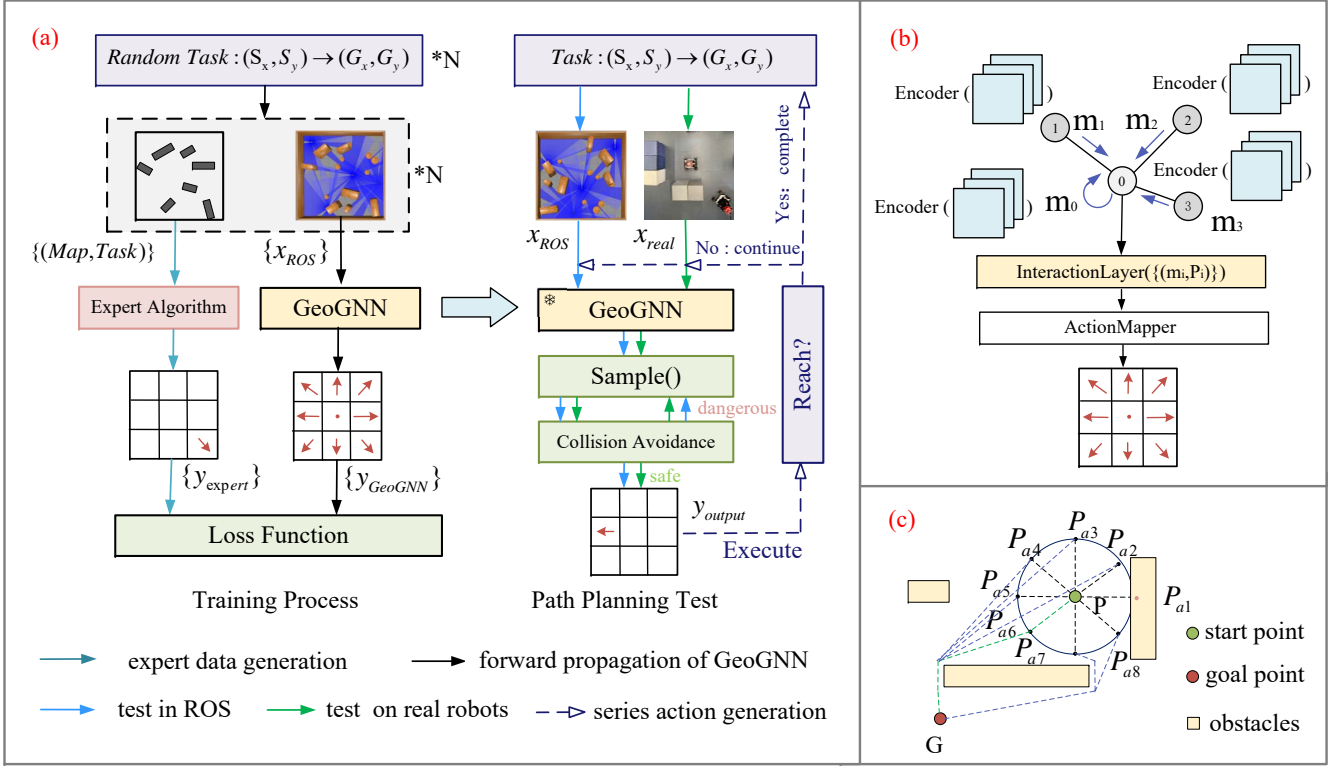 (a)
Random Task : (Sₓ, S_y) → (Gₓ, G_y)
*N
*N
{(Map,Task)}
{x_ROS}
Expert Algorithm
GeoGNN
{y_expert}
{y_GeoGNN}
Loss Function
Training Process
Task : (Sₓ, S_y) → (Gₓ, G_y)
x_ROS
x_real
No : continue
Yes: complete
GeoGNN
Sample()
dangerous
Collision Avoidance
safe
Reach?
y_output
Execute
Path Planning Test
expert data generation
forward propagation of GeoGNN
test in ROS
test on real robots
series action generation
(b)
Encoder (
)
Encoder (
)
1
m₁
m₂
2
Encoder (
)
Encoder (
)
0
m₀
3
m₃
InteractionLayer({(mᵢ,Pᵢ)})
ActionMapper
(c)
P_a3
P_a4
P_a2
P_a5
P
P_a1
P_a6
P_a7
P_a8
G
start point
goal point
obstacles